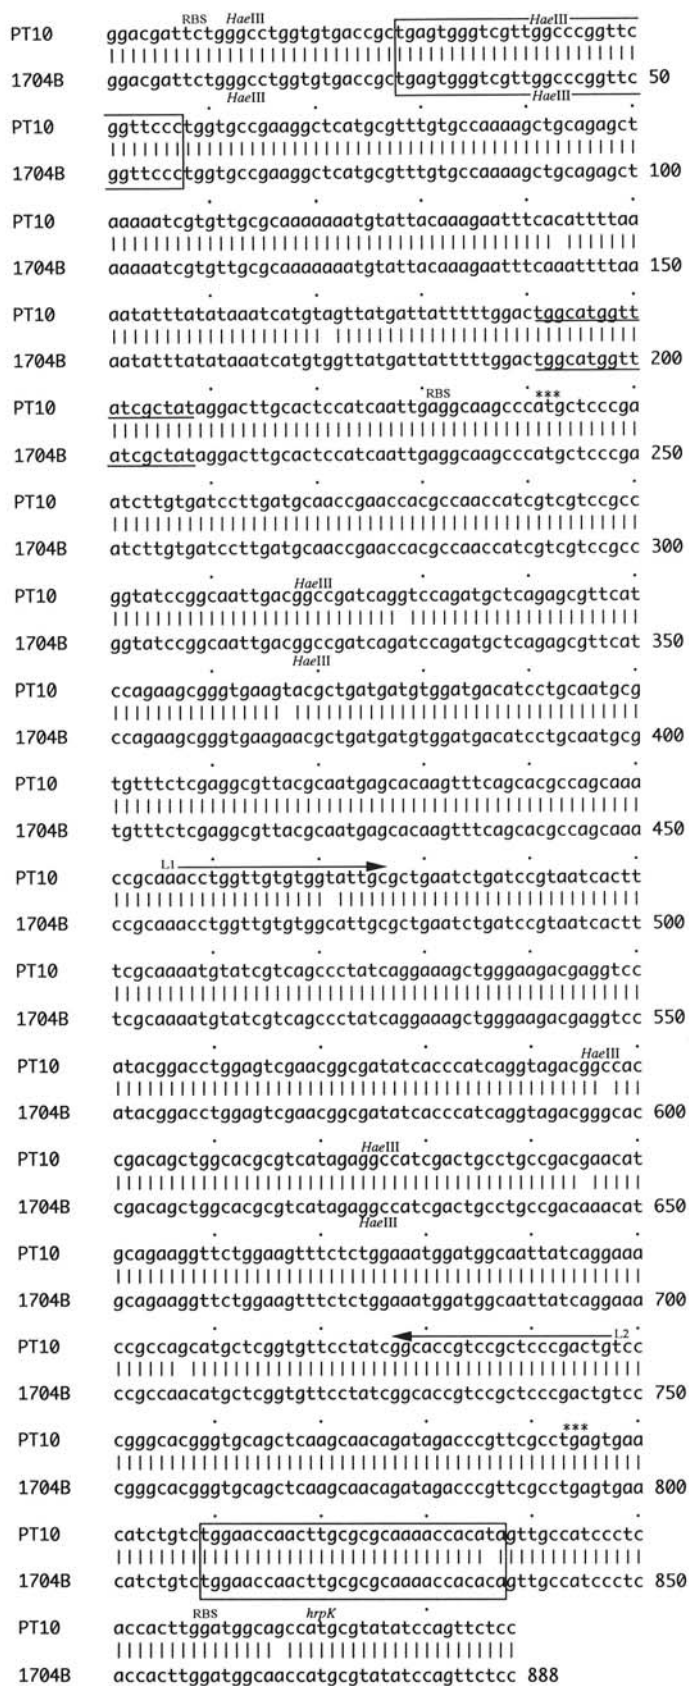 RBS HaeIII HaeIII
PT10 ggacgattctgggcctggtgtgaccgctgagtgggtcgttggcccggttc
1704B ggacgattctgggcctggtgtgaccgctgagtgggtcgttggcccggttc 50
HaeIII HaeIII
PT10 ggttccctggtgccgaaggctcatgcgtttgtgccaaaagctgcagagct
1704B ggttccctggtgccgaaggctcatgcgtttgtgccaaaagctgcagagct 100
PT10 aaaaatcgtgttgcgcaaaaaaatgtattacaaagaatttcacattttaa
1704B aaaaatcgtgttgcgcaaaaaaatgtattacaaagaatttcaaattttaa 150
PT10 aatatttatataaatcatgtagttatgattatttttggactggcatggtt
1704B aatatttatataaatcatgtggttatgattatttttggactggcatggtt 200
RBS ***
PT10 atcgctataggacttgcactccatcaattgaggcaagcccatgctcccga
1704B atcgctataggacttgcactccatcaattgaggcaagcccatgctcccga 250
PT10 atcttgtgatccttgatgcaaccgaaccacgccaaccatcgtcgtccgcc
1704B atcttgtgatccttgatgcaaccgaaccacgccaaccatcgtcgtccgcc 300
HaeIII
PT10 ggtatccggcaattgacggccgatcaggtccagatgctcagagcgttcat
1704B ggtatccggcaattgacggccgatcagatccagatgctcagagcgttcat 350
HaeIII
PT10 ccagaagcgggtgaagtacgctgatgatgtggatgacatcctgcaatgcg
1704B ccagaagcgggtgaagaacgctgatgatgtggatgacatcctgcaatgcg 400
PT10 tgtttctcgaggcgttacgcaatgagcacaagtttcagcacgccagcaaa
1704B tgtttctcgaggcgttacgcaatgagcacaagtttcagcacgccagcaaa 450
L1
PT10 ccgcaaacctggttgtgtggtattgcgctgaatctgatccgtaatcactt
1704B ccgcaaacctggttgtgtggcattgcgctgaatctgatccgtaatcactt 500
PT10 tcgcaaaatgtatcgtcagccctatcaggaaagctgggaagacgaggtcc
1704B tcgcaaaatgtatcgtcagccctatcaggaaagctgggaagacgaggtcc 550
HaeIII
PT10 atacggacctggagtcgaacggcgatatcacccatcaggtagacggccac
1704B atacggacctggagtcgaacggcgatatcacccatcaggtagacgggcac 600
HaeIII
PT10 cgacagctggcacgcgtcatagaggccatcgactgcctgccgacgaacat
1704B cgacagctggcacgcgtcatagaggccatcgactgcctgccgacaaacat 650
HaeIII
PT10 gcagaaggttctggaagtttctctggaaatggatggcaattatcaggaaa
1704B gcagaaggttctggaagtttctctggaaatggatggcaattatcaggaaa 700
L2
PT10 ccgccagcatgctcggtgttcctatcggcaccgtccgctcccgactgtcc
1704B ccgccaacatgctcggtgttcctatcggcaccgtccgctcccgactgtcc 750
***
PT10 cgggcacgggtgcagctcaagcaacagatagacccgttcgcctgagtgaa
1704B cgggcacgggtgcagctcaagcaacagatagacccgttcgcctgagtgaa 800
PT10 catctgtctggaaccaacttgcgcgcaaaaccacatagttgccatccctc
1704B catctgtctggaaccaacttgcgcgcaaaaccacacagttgccatccctc 850
RBS hrpK
PT10 accacttggatggcagccatgcgtatatccagttctcc
1704B accacttggatggcaaccatgcgtatatccagttctcc 888